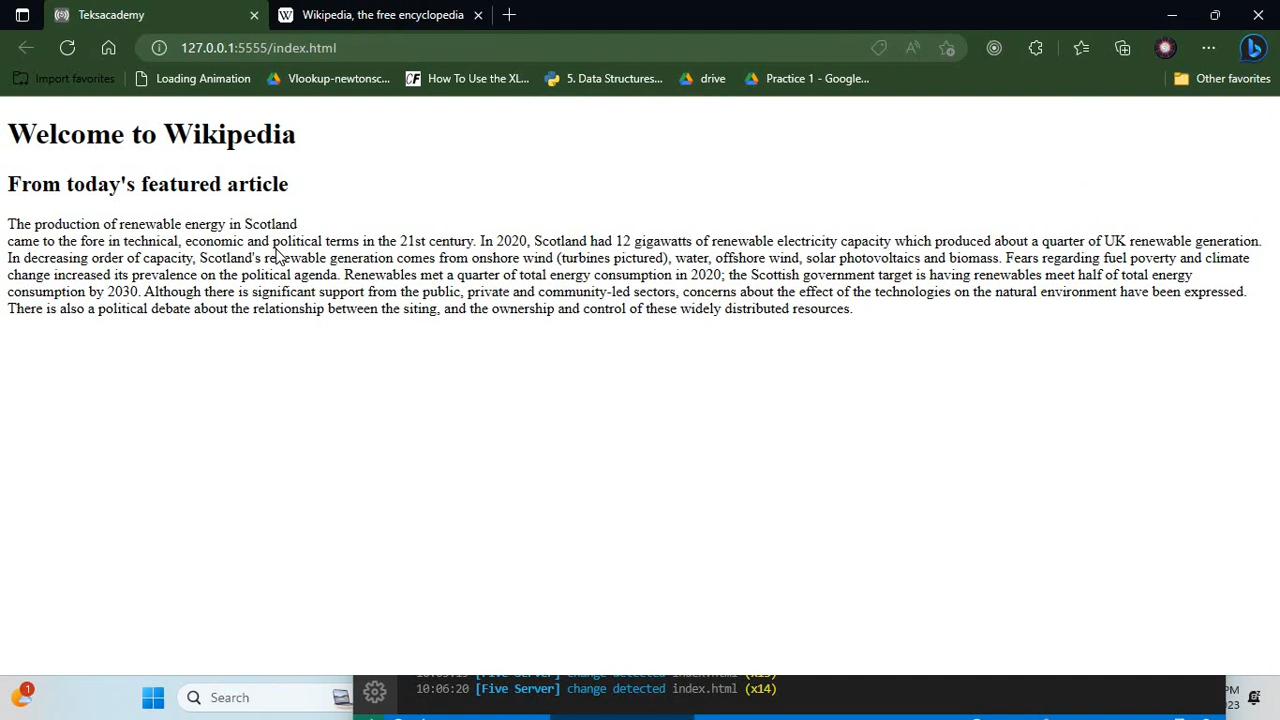 Teksacademy
Wikipedia, the free encyclopedia
127.0.0.1:5555/index.html
Import favorites
Loading Animation
Vlookup-newtonsc...
CF How To Use the XL...
5. Data Structures...
drive
Practice 1 - Google...
Other favorites
Welcome to Wikipedia
From today's featured article
The production of renewable energy in Scotland
came to the fore in technical, economic and political terms in the 21st century. In 2020, Scotland had 12 gigawatts of renewable electricity capacity which produced about a quarter of UK renewable generation.
In decreasing order of capacity, Scotland's renewable generation comes from onshore wind (turbines pictured), water, offshore wind, solar photovoltaics and biomass. Fears regarding fuel poverty and climate
change increased its prevalence on the political agenda. Renewables met a quarter of total energy consumption in 2020; the Scottish government target is having renewables meet half of total energy
consumption by 2030. Although there is significant support from the public, private and community-led sectors, concerns about the effect of the technologies on the natural environment have been expressed.
There is also a political debate about the relationship between the siting, and the ownership and control of these widely distributed resources.
1
Search
[Five Server] change detected index.html
10:06:20 [Five Server] change detected index.html (x14)
PM